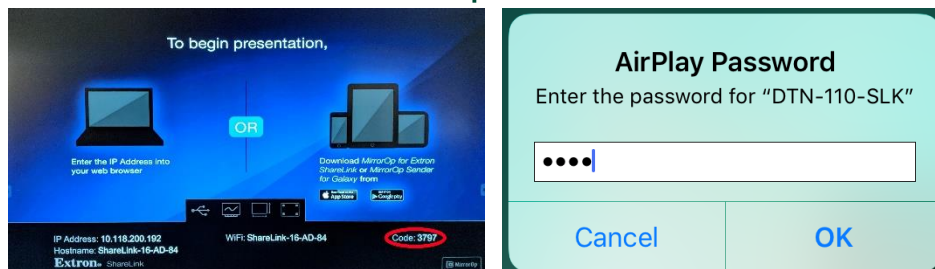 To begin presentation,
OR
Enter the IP Address into
your web browser
Download MirrorOp for Extron
ShareLink or MirrorOp Sender
for Galaxy from
App Store
Google play
IP Address: 10.118.200.192
WiFi: ShareLink-16-AD-84
Code: 3797
Hostname: ShareLink-16-AD-84
Extron ShareLink
MirrorOp
AirPlay Password
Enter the password for “DTN-110-SLK”
Cancel
OK